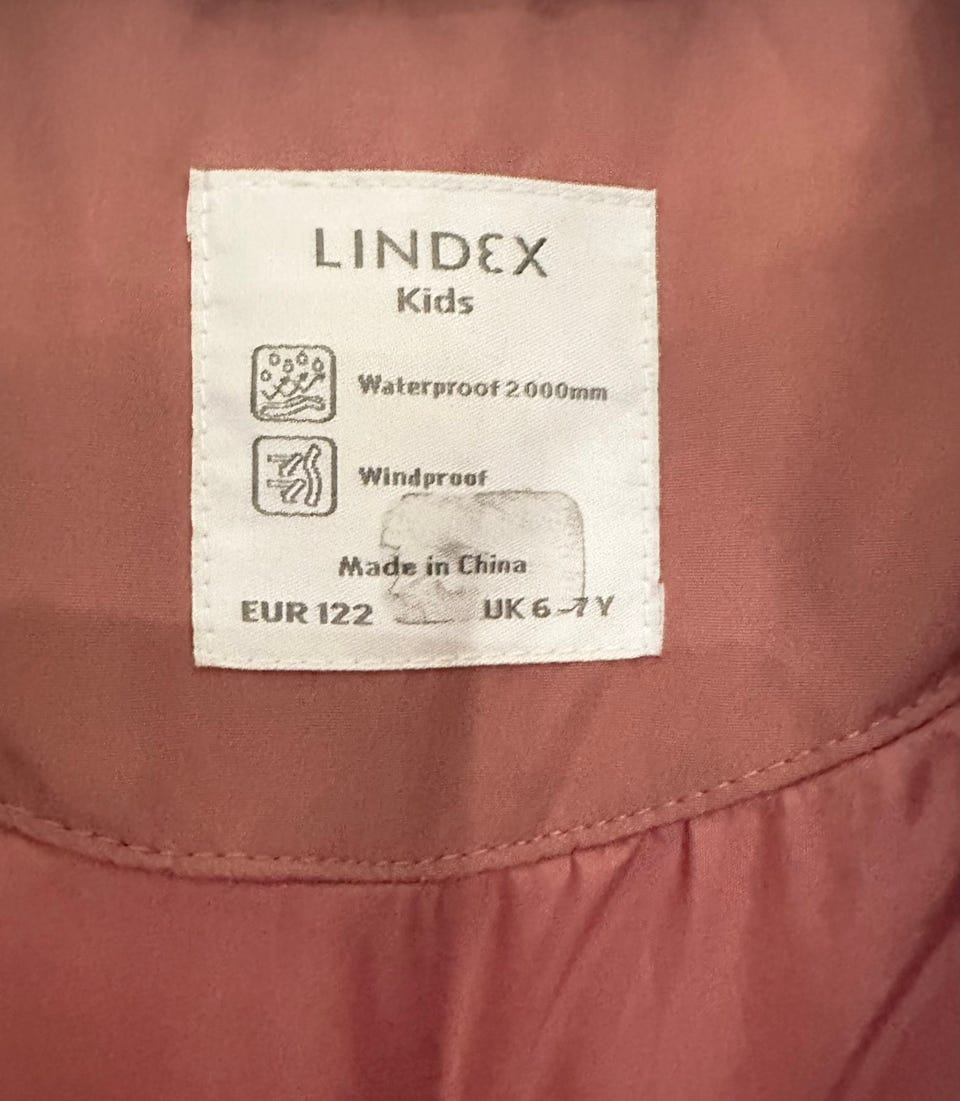 LINDEX
Kids
Waterproof 2000mm
Windproof
Made in China
EUR 122 UK 6-7 Y